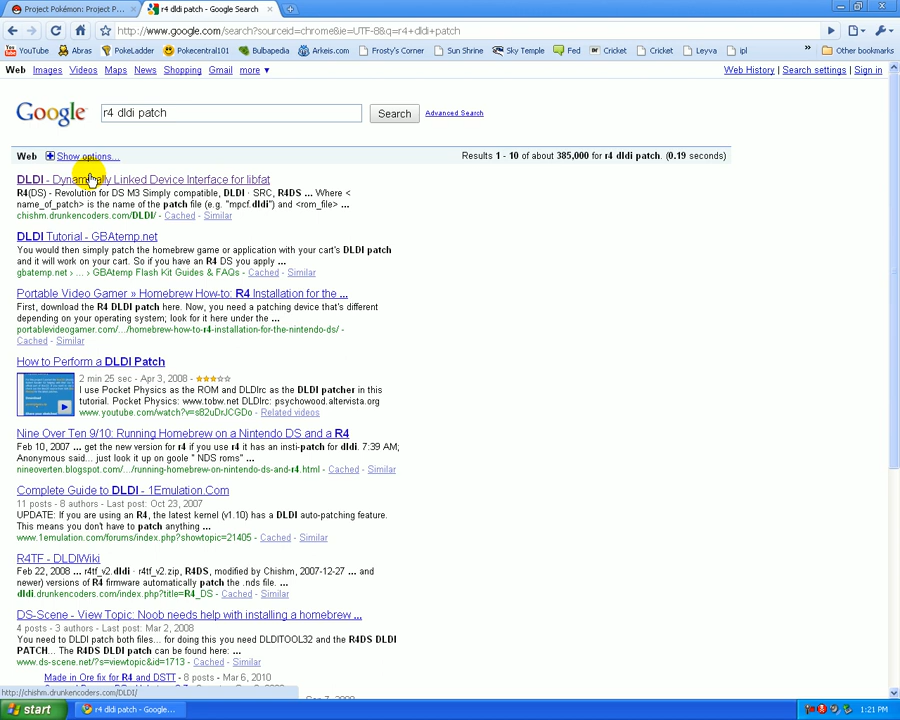 Project Pokémon: Project P...
r4 dldi patch - Google Search
http://www.google.com/search?sourceid=chrome&ie=UTF-8&q=r4+dldi+patch
YouTube Abras PokeLadder Pokecentral01 Bulbapedia Arkeis.com Frosty's Corner Sun Shrine Sky Temple Fed Cricket Cricket Leyva ipl » Other bookmarks
Web Images Videos Maps News Shopping Gmail more ▼ Web History | Search settings | Sign in
Google r4 dldi patch Search Advanced Search
Web Show options... Results 1 - 10 of about 385,000 for r4 dldi patch. (0.19 seconds)
DLDI - Dynamically Linked Device Interface for libfat
R4(DS) - Revolution for DS M3 Simply compatible, DLDI · SRC, R4DS ... Where <
name_of_patch> is the name of the patch file (e.g. "mpcf.dldi") and <rom_file> ...
chishm.drunkencoders.com/DLDI/ - Cached - Similar
DLDI Tutorial - GBAtemp.net
You would then simply patch the homebrew game or application with your cart's DLDI patch
and it will work on your cart. So if you have an R4 DS you apply ...
gbatemp.net › ... › GBAtemp Flash Kit Guides & FAQs - Cached - Similar
Portable Video Gamer » Homebrew How-to: R4 Installation for the ...
First, download the R4 DLDI patch here. Now, you need a patching device that's different
depending on your operating system; look for it here under the ...
portablevideogamer.com/.../homebrew-how-to-r4-installation-for-the-nintendo-ds/ -
Cached - Similar
How to Perform a DLDI Patch
2 min 25 sec - Apr 3, 2008 -
I use Pocket Physics as the ROM and DLDIrc as the DLDI patcher in this
tutorial. Pocket Physics: www.tobw.net DLDIrc: psychowood.altervista.org
www.youtube.com/watch?v=s82uDrJCGDo - Related videos
Nine Over Ten 9/10: Running Homebrew on a Nintendo DS and a R4
Feb 10, 2007 ... get the new version for r4 if you use r4 it has an insti-patch for dldi. 7:39 AM;
Anonymous said... just look it up on goole " NDS roms" ...
nineoverten.blogspot.com/.../running-homebrew-on-nintendo-ds-and-r4.html - Cached - Similar
Complete Guide to DLDI - 1Emulation.Com
11 posts - 8 authors - Last post: Oct 23, 2007
UPDATE: If you are using an R4, the latest kernel (v1.10) has a DLDI auto-patching feature.
This means you don't have to patch anything ...
www.1emulation.com/forums/index.php?showtopic=21405 - Cached - Similar
R4TF - DLDIWiki
Feb 22, 2008 ... r4tf_v2.dldi · r4tf_v2.zip, R4DS, modified by Chishm, 2007-12-27 ... and
newer) versions of R4 firmware automatically patch the .nds file. ...
dldi.drunkencoders.com/index.php?title=R4_DS - Cached - Similar
DS-Scene - View Topic: Noob needs help with installing a homebrew ...
4 posts - 3 authors - Last post: Mar 2, 2008
You need to DLDI patch both files... for doing this you need DLDITOOL32 and the R4DS DLDI
PATCH... The R4DS DLDI patch can be found here: ...
www.ds-scene.net/?s=viewtopic&id=1713 - Cached - Similar
Made in Ore fix for R4 and DSTT - 8 posts - Mar 6, 2010
http://chishm.drunkencoders.com/DLDI/
start r4 dldi patch - Google... 1:21 PM